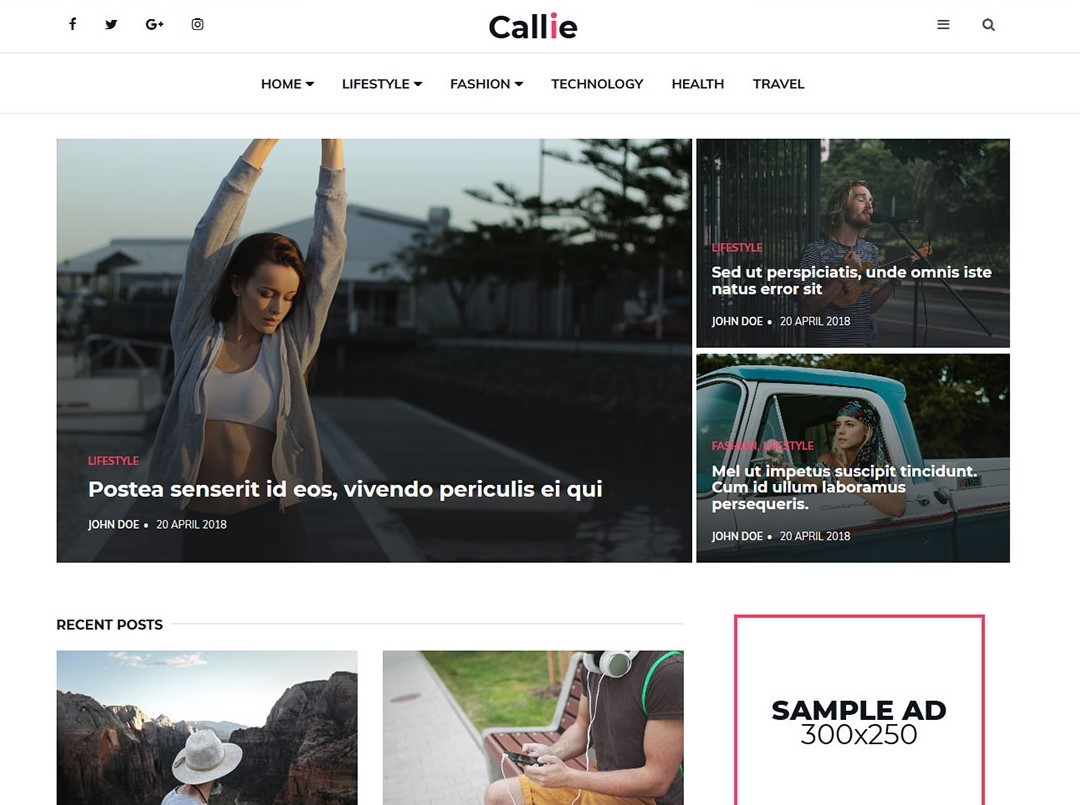 Callie
HOME LIFESTYLE FASHION TECHNOLOGY HEALTH TRAVEL
LIFESTYLE
Postea senserit id eos, vivendo periculis ei qui
JOHN DOE • 20 APRIL 2018
LIFESTYLE
Sed ut perspiciatis, unde omnis iste
natus error sit
JOHN DOE • 20 APRIL 2018
FASHION, LIFESTYLE
Mel ut impetus suscipit tincidunt.
Cum id ullum laboramus
persequeris.
JOHN DOE • 20 APRIL 2018
RECENT POSTS
SAMPLE AD
300x250